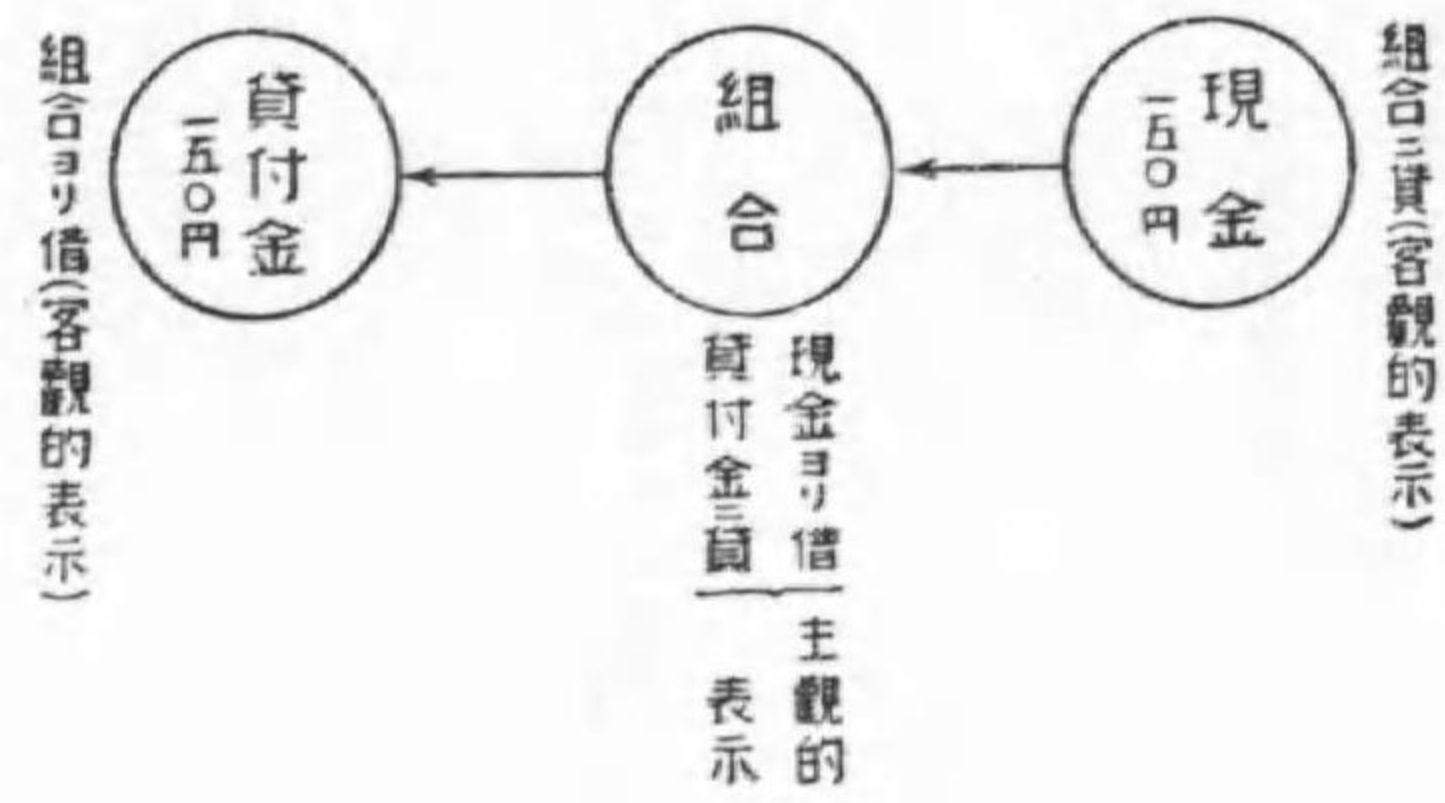 組合ニ貸(客観的表示)
現金
一五〇円
組合
現金ヨリ借
貸付金ニ貸
主観的
表示
貸付金
一五〇円
組合ヨリ借(客観的表示)